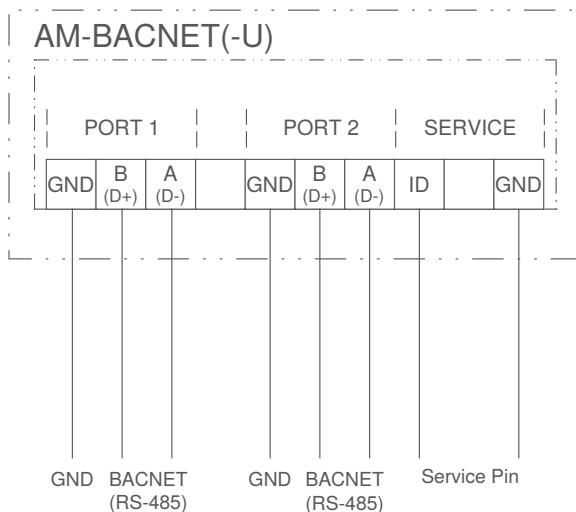 AM-BACNET(-U)
PORT 1 PORT 2 SERVICE
GND B (D+) A (D-) GND B (D+) A (D-) ID GND
GND BACNET (RS-485) GND BACNET (RS-485) Service Pin